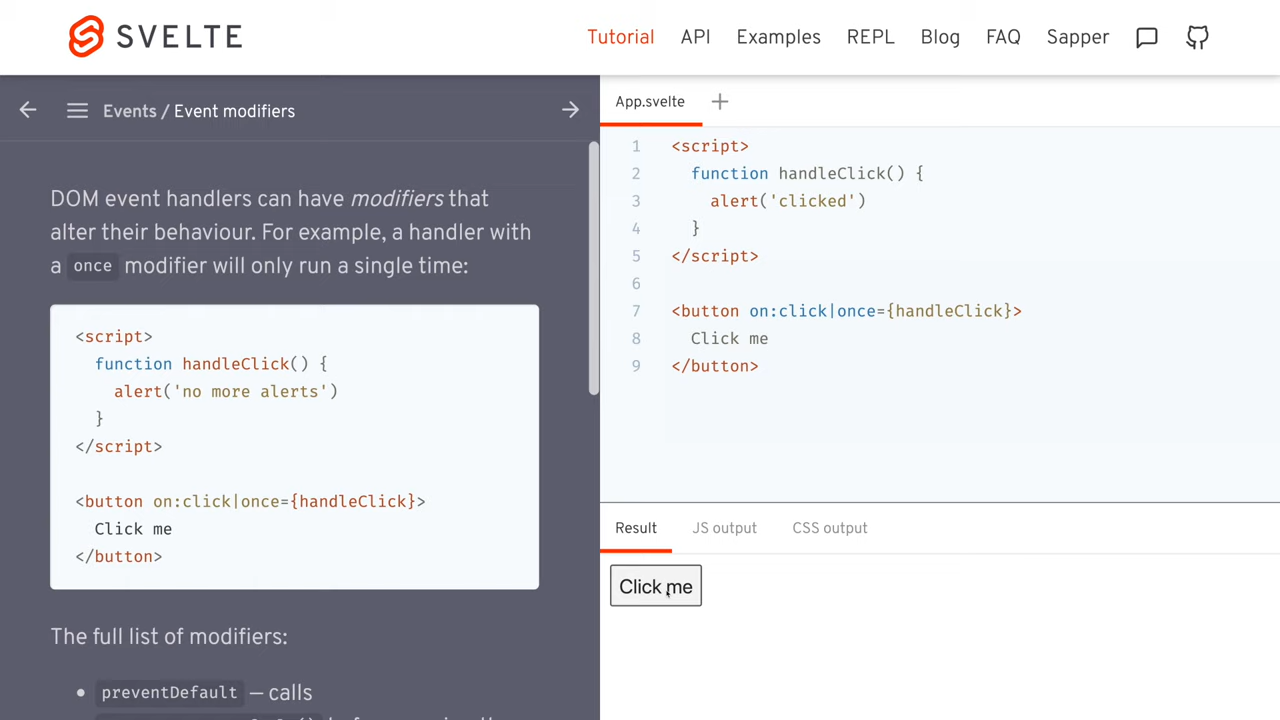 SVELTE
Tutorial API Examples REPL Blog FAQ Sapper
Events / Event modifiers
DOM event handlers can have modifiers that
alter their behaviour. For example, a handler with
a once modifier will only run a single time:
<script>
function handleClick() {
alert('no more alerts')
}
</script>
<button on:click|once={handleClick}>
Click me
</button>
The full list of modifiers:
• preventDefault — calls
App.svelte +
1 <script>
2 function handleClick() {
3 alert('clicked')
4 }
5 </script>
6
7 <button on:click|once={handleClick}>
8 Click me
9 </button>
Result JS output CSS output
Click me